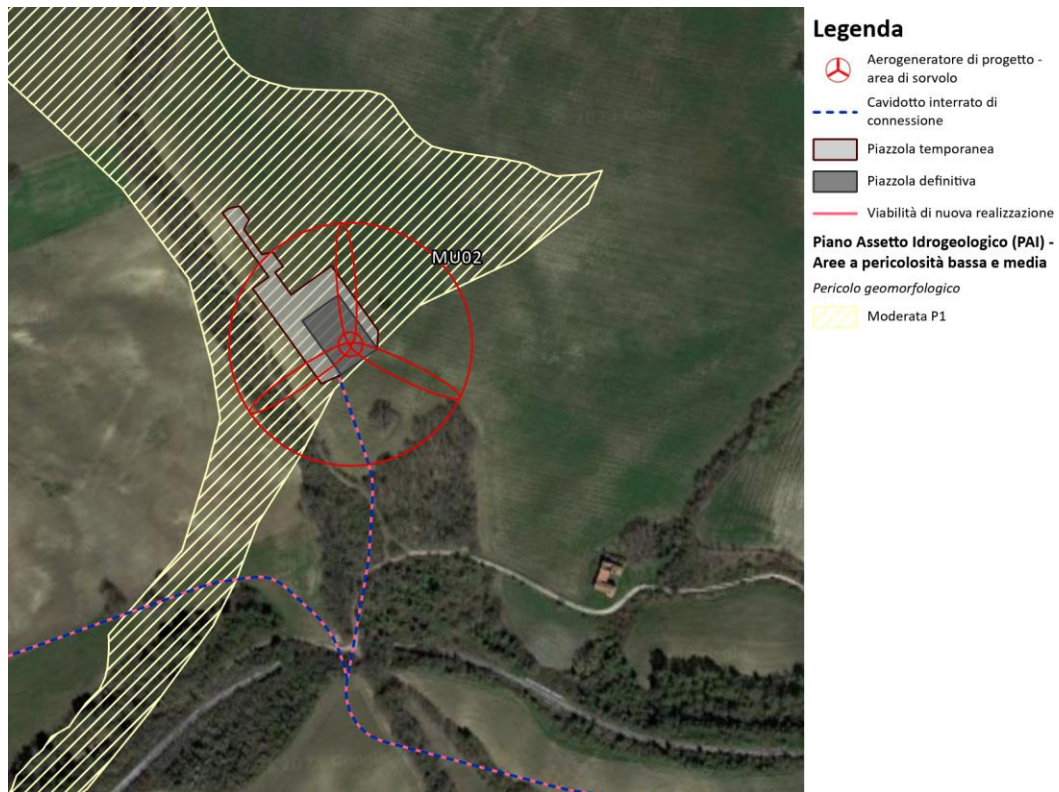 MU02
Legenda
Aerogeneratore di progetto -
area di sorvolo
Cavidotto interrato di
connessione
Piazzola temporanea
Piazzola definitiva
Viabilità di nuova realizzazione
Piano Assetto Idrogeologico (PAI) -
Aree a pericolosità bassa e media
Pericolo geomorfologico
Moderata P1